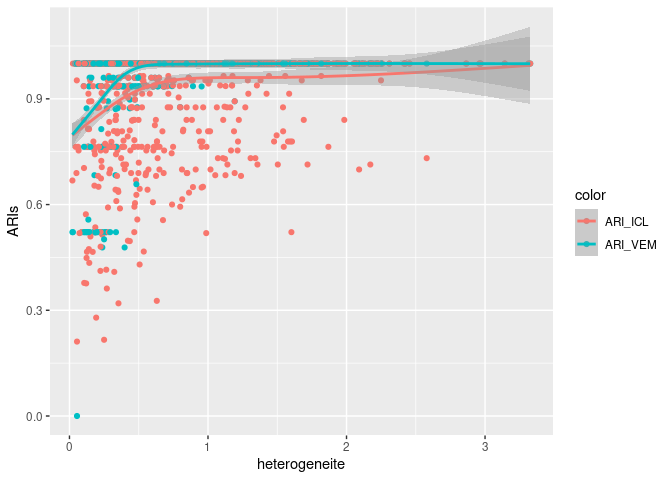 0.9
0.6
0.3
0.0
ARIs
0
1
2
3
heterogeneite
color
ARI_ICL
ARI_VEM